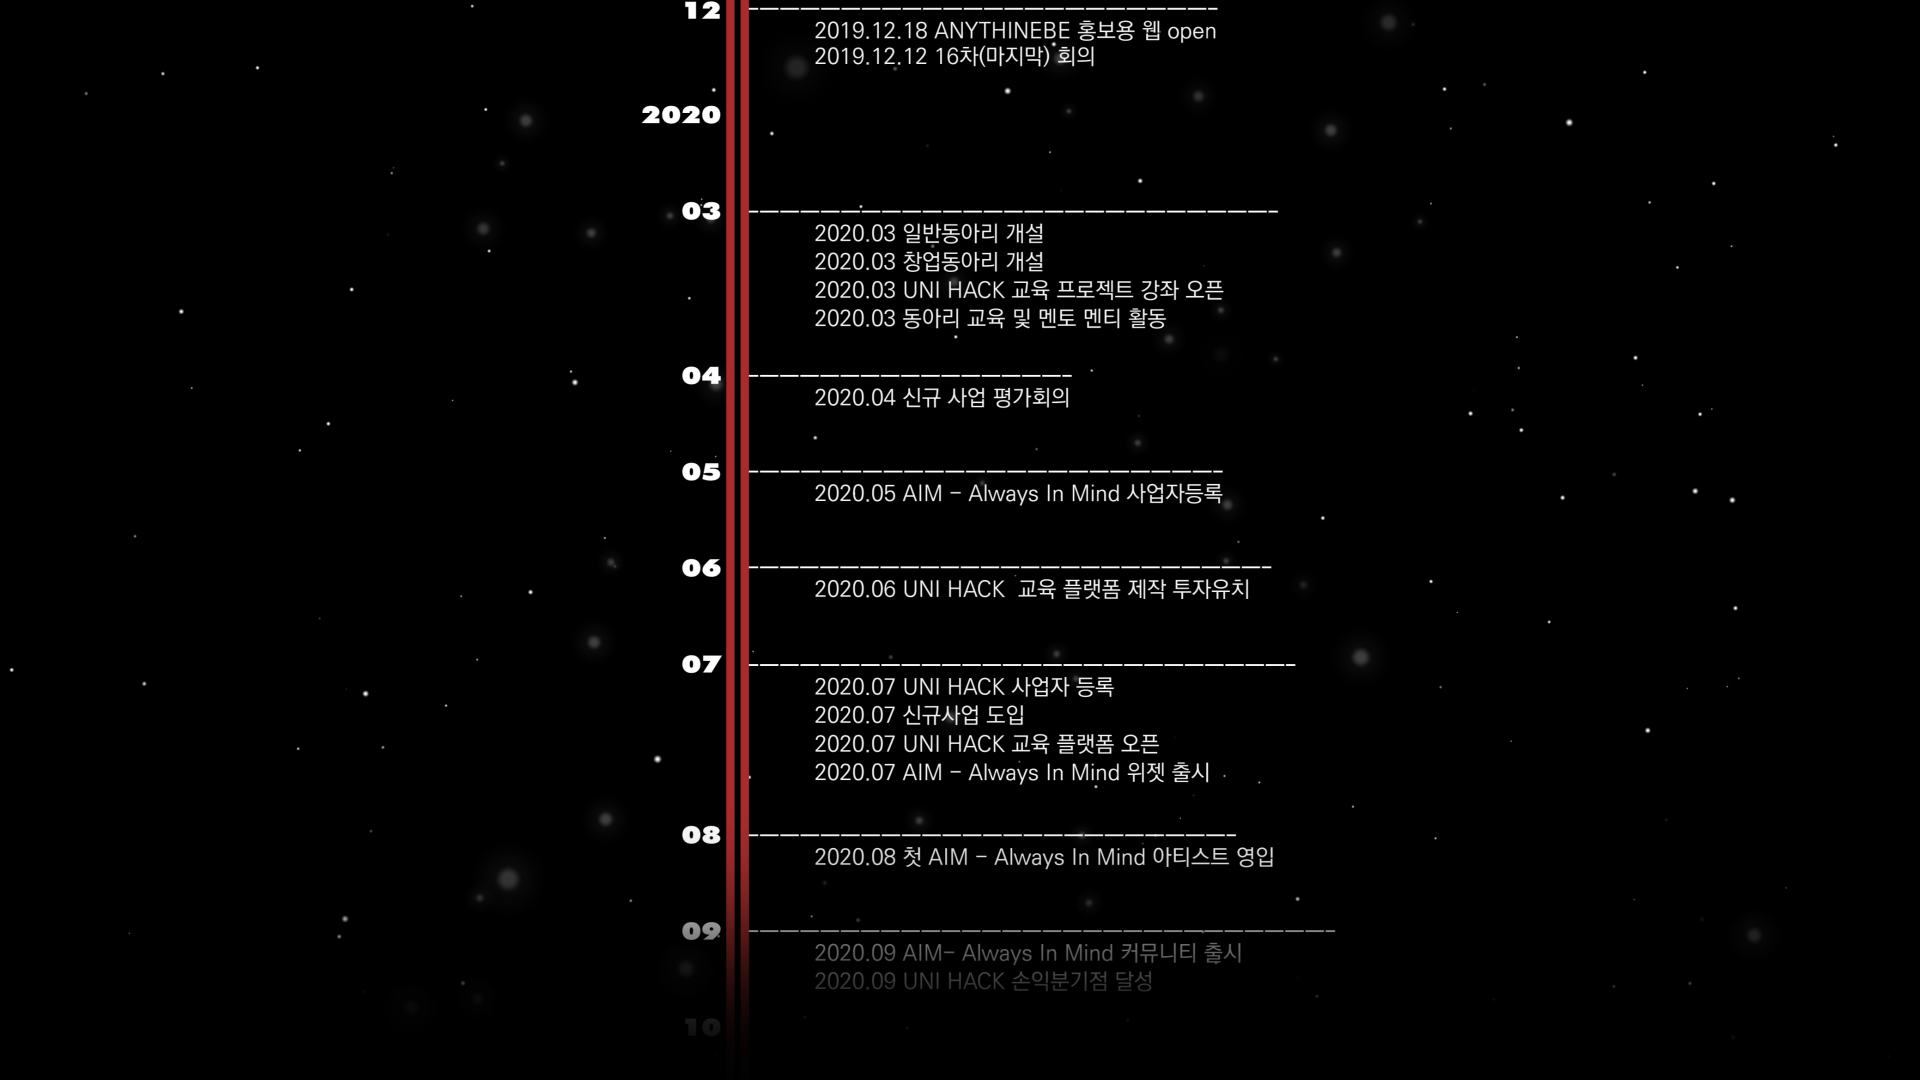 12
2019.12.18 ANYTHINEBE 홍보용 웹 open
2019.12.12 16차(마지막) 회의
2020
03
2020.03 일반동아리 개설
2020.03 창업동아리 개설
2020.03 UNI HACK 교육 프로젝트 강좌 오픈
2020.03 동아리 교육 및 멘토 멘티 활동
04
2020.04 신규 사업 평가회의
05
2020.05 AIM - Always In Mind 사업자등록
06
2020.06 UNI HACK 교육 플랫폼 제작 투자유치
07
2020.07 UNI HACK 사업자 등록
2020.07 신규사업 도입
2020.07 UNI HACK 교육 플랫폼 오픈
2020.07 AIM - Always In Mind 위젯 출시
08
2020.08 첫 AIM - Always In Mind 아티스트 영입
09
2020.09 AIM- Always In Mind 커뮤니티 출시
2020.09 UNI HACK 손익분기점 달성
10